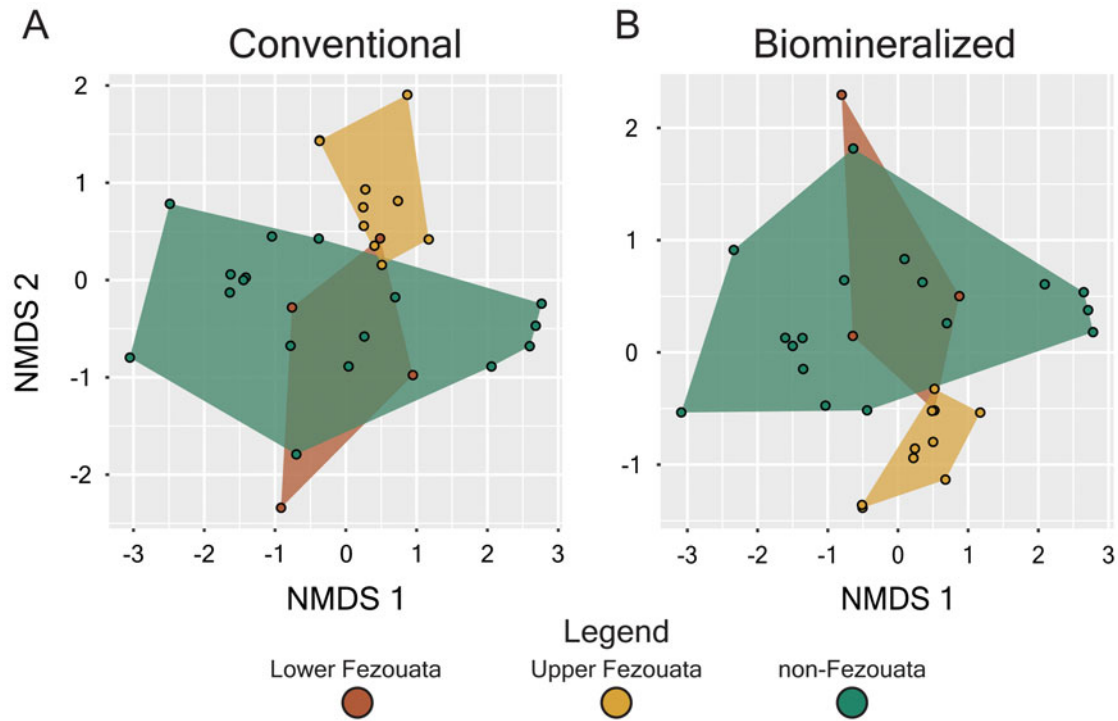 A
Conventional
B
Biomineralized
2
1
0
-1
-2
NMDS 2
-3 -2 -1 0 1 2 3
NMDS 1
2
1
0
-1
-3 -2 -1 0 1 2 3
NMDS 1
Legend
Lower Fezouata
Upper Fezouata
non-Fezouata